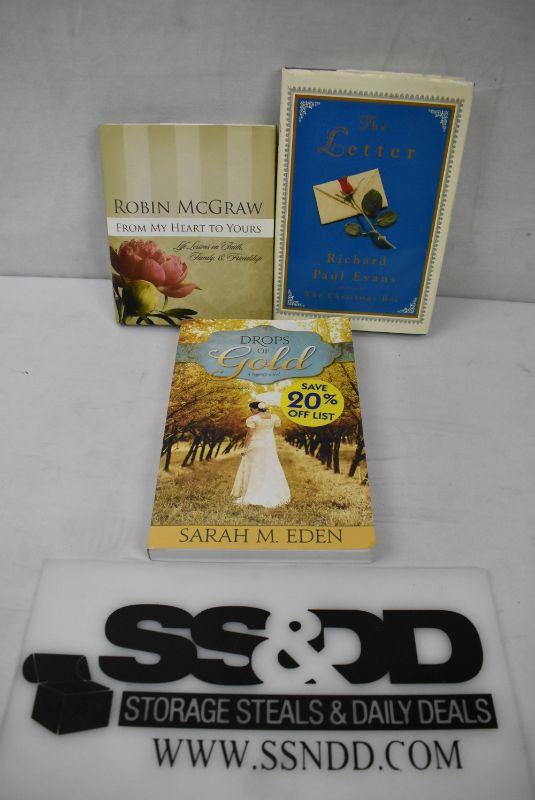 ROBIN MCGRAW
FROM MY HEART TO YOURS
Life Lessons on Faith,
Family, & Friendship
The
Letter
Richard
Paul Evans
The Christmas Box
DROPS
OF
Gold
a regency novel
SAVE
20%
OFF LIST
SARAH M. EDEN
SS&DD
STORAGE STEALS & DAILY DEALS
WWW.SSNDD.COM